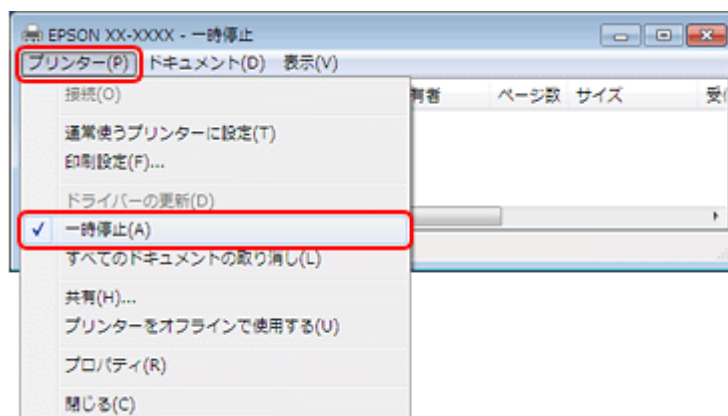 EPSON XX-XXXX - 一時停止
プリンター(P) ドキュメント(D) 表示(V)
有者 ページ数 サイズ 受
接続(O)
通常使うプリンターに設定(T)
印刷設定(F)...
ドライバーの更新(D)
一時停止(A)
すべてのドキュメントの取り消し(L)
共有(H)...
プリンターをオフラインで使用する(U)
プロパティ(R)
閉じる(C)